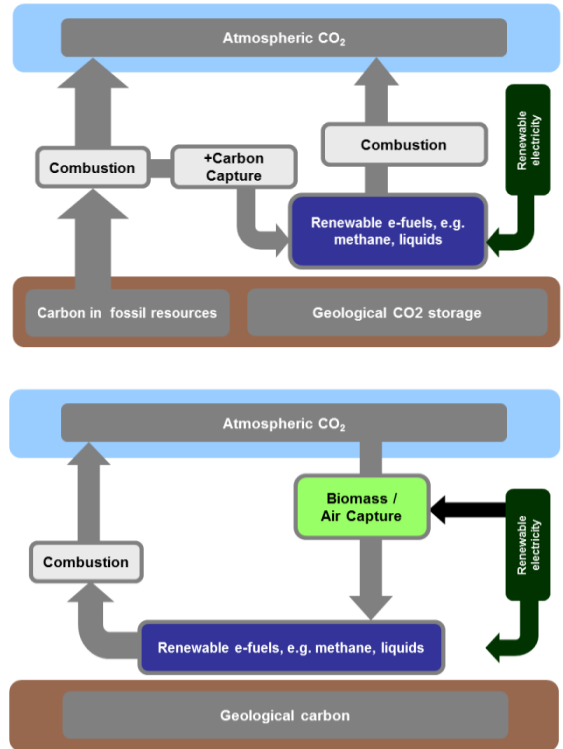 Atmospheric CO₂
Combustion
+Carbon
Capture
Combustion
Renewable
electricity
Renewable e-fuels, e.g.
methane, liquids
Carbon in fossil resources
Geological CO2 storage
Atmospheric CO₂
Biomass /
Air Capture
Combustion
Renewable
electricity
Renewable e-fuels, e.g. methane, liquids
Geological carbon